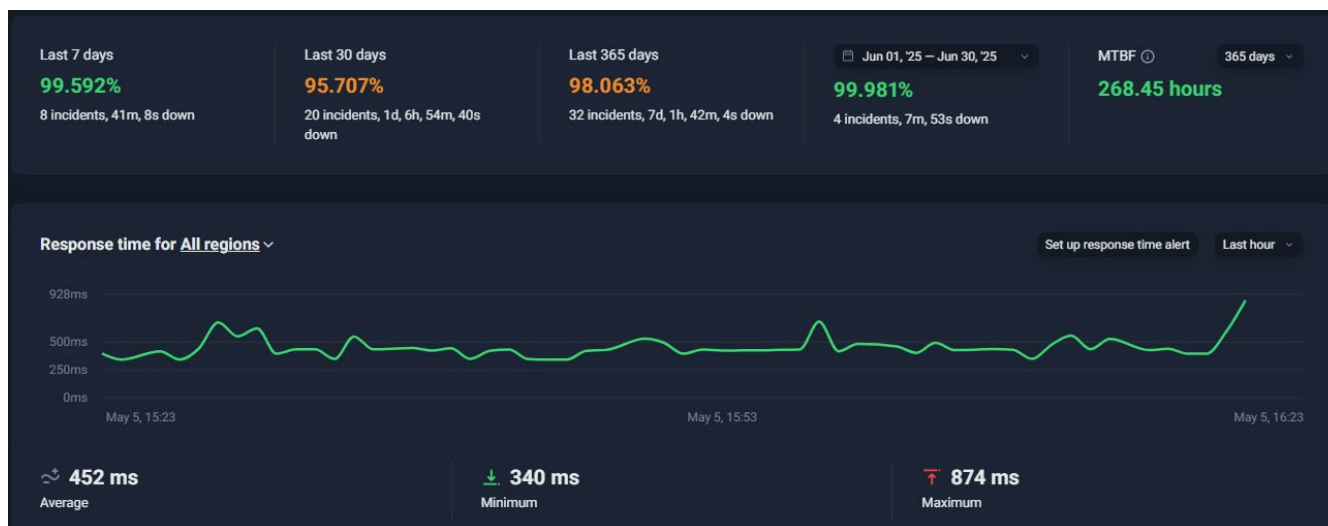 Last 7 days
99.592%
8 incidents, 41m, 8s down
Last 30 days
95.707%
20 incidents, 1d, 6h, 54m, 40s
down
Last 365 days
98.063%
32 incidents, 7d, 1h, 42m, 4s down
Jun 01, '25 – Jun 30, '25
99.981%
4 incidents, 7m, 53s down
MTBF
365 days
268.45 hours
Response time for All regions
Set up response time alert
Last hour
928ms
500ms
250ms
0ms
May 5, 15:23
May 5, 15:53
May 5, 16:23
452 ms
Average
340 ms
Minimum
874 ms
Maximum